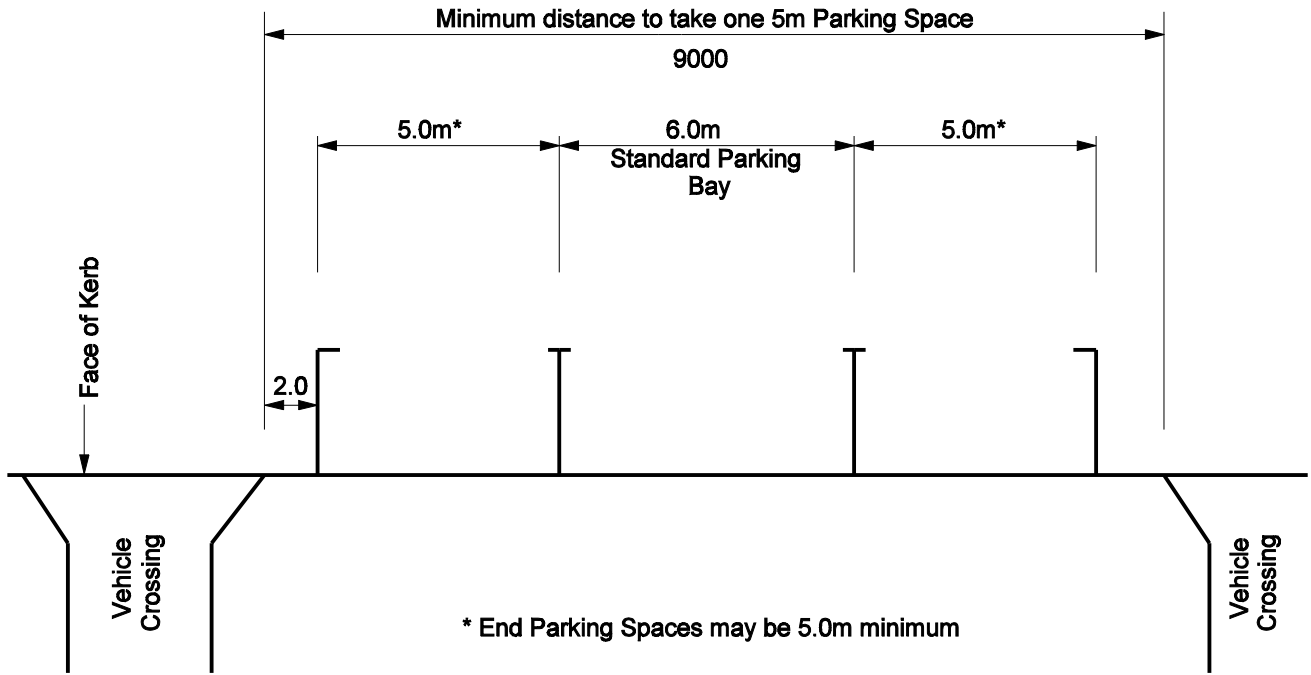 Minimum distance to take one 5m Parking Space
9000
5.0m*
6.0m
5.0m*
Standard Parking
Bay
Face of Kerb
2.0
Vehicle
Crossing
Vehicle
Crossing
* End Parking Spaces may be 5.0m minimum